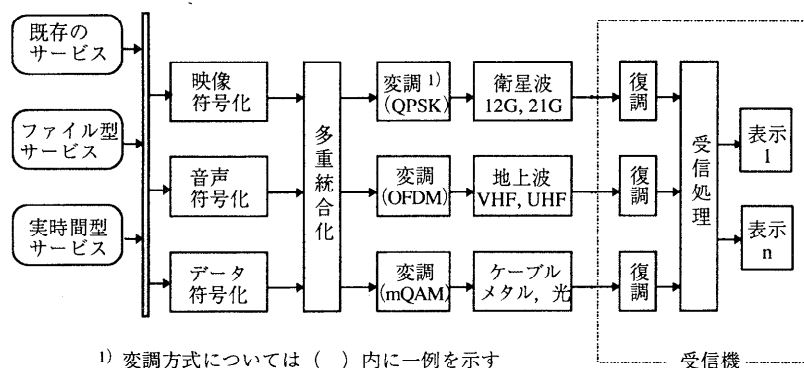 既存の
サービス
ファイル型
サービス
実時間型
サービス
映像
符号化
音声
符号化
データ
符号化
多重統合化
変調1)
(QPSK)
変調
(OFDM)
変調
(mQAM)
衛星波
12G, 21G
地上波
VHF, UHF
ケーブル
メタル, 光
復調
復調
復調
受信処理
表示
1
表示
n
1) 変調方式については( )内に一例を示す
受信機